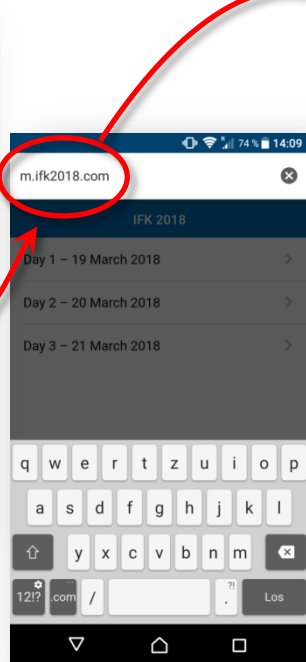 74 % 14:09
m.ifk2018.com
IFK 2018
Day 1 – 19 March 2018
Day 2 – 20 March 2018
Day 3 – 21 March 2018
q w e r t z u i o p
a s d f g h j k l
y x c v b n m
12!? .com / ?! . Los